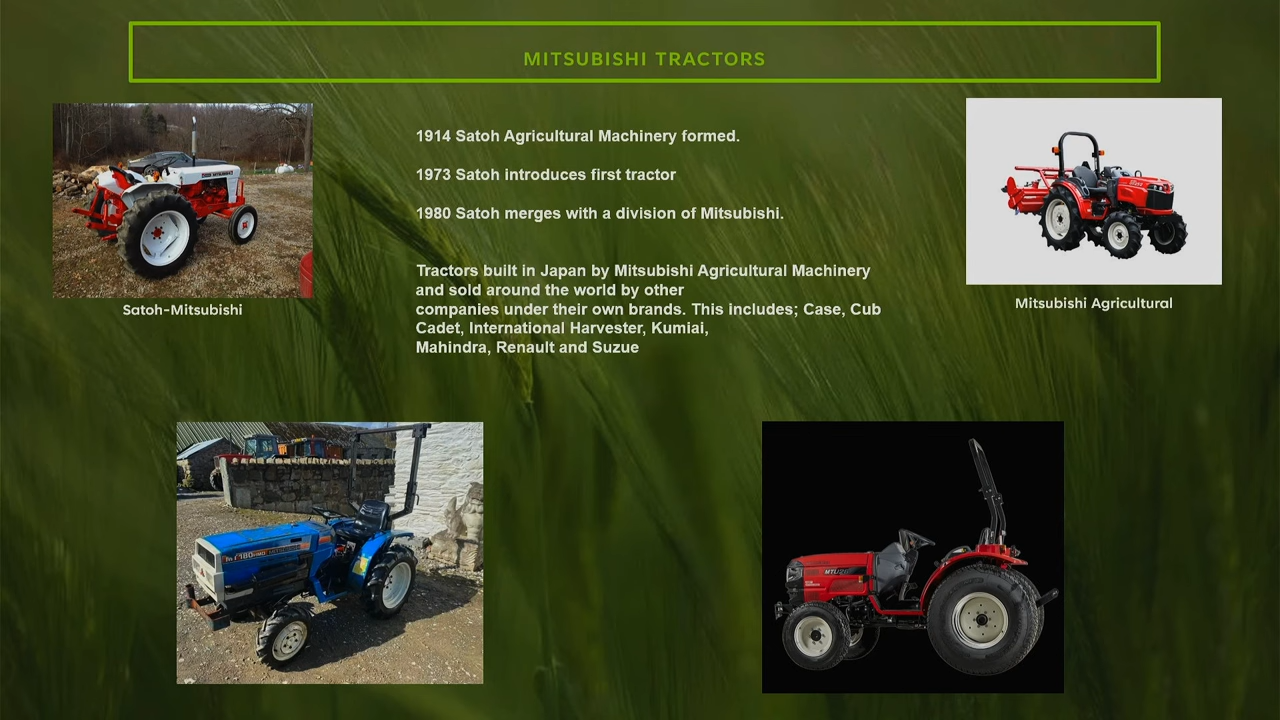 MITSUBISHI TRACTORS
1914 Satoh Agricultural Machinery formed.
1973 Satoh introduces first tractor
1980 Satoh merges with a division of Mitsubishi.
Tractors built in Japan by Mitsubishi Agricultural Machinery
and sold around the world by other
companies under their own brands. This includes; Case, Cub
Cadet, International Harvester, Kumiai,
Mahindra, Renault and Suzue
Satoh-Mitsubishi
Mitsubishi Agricultural